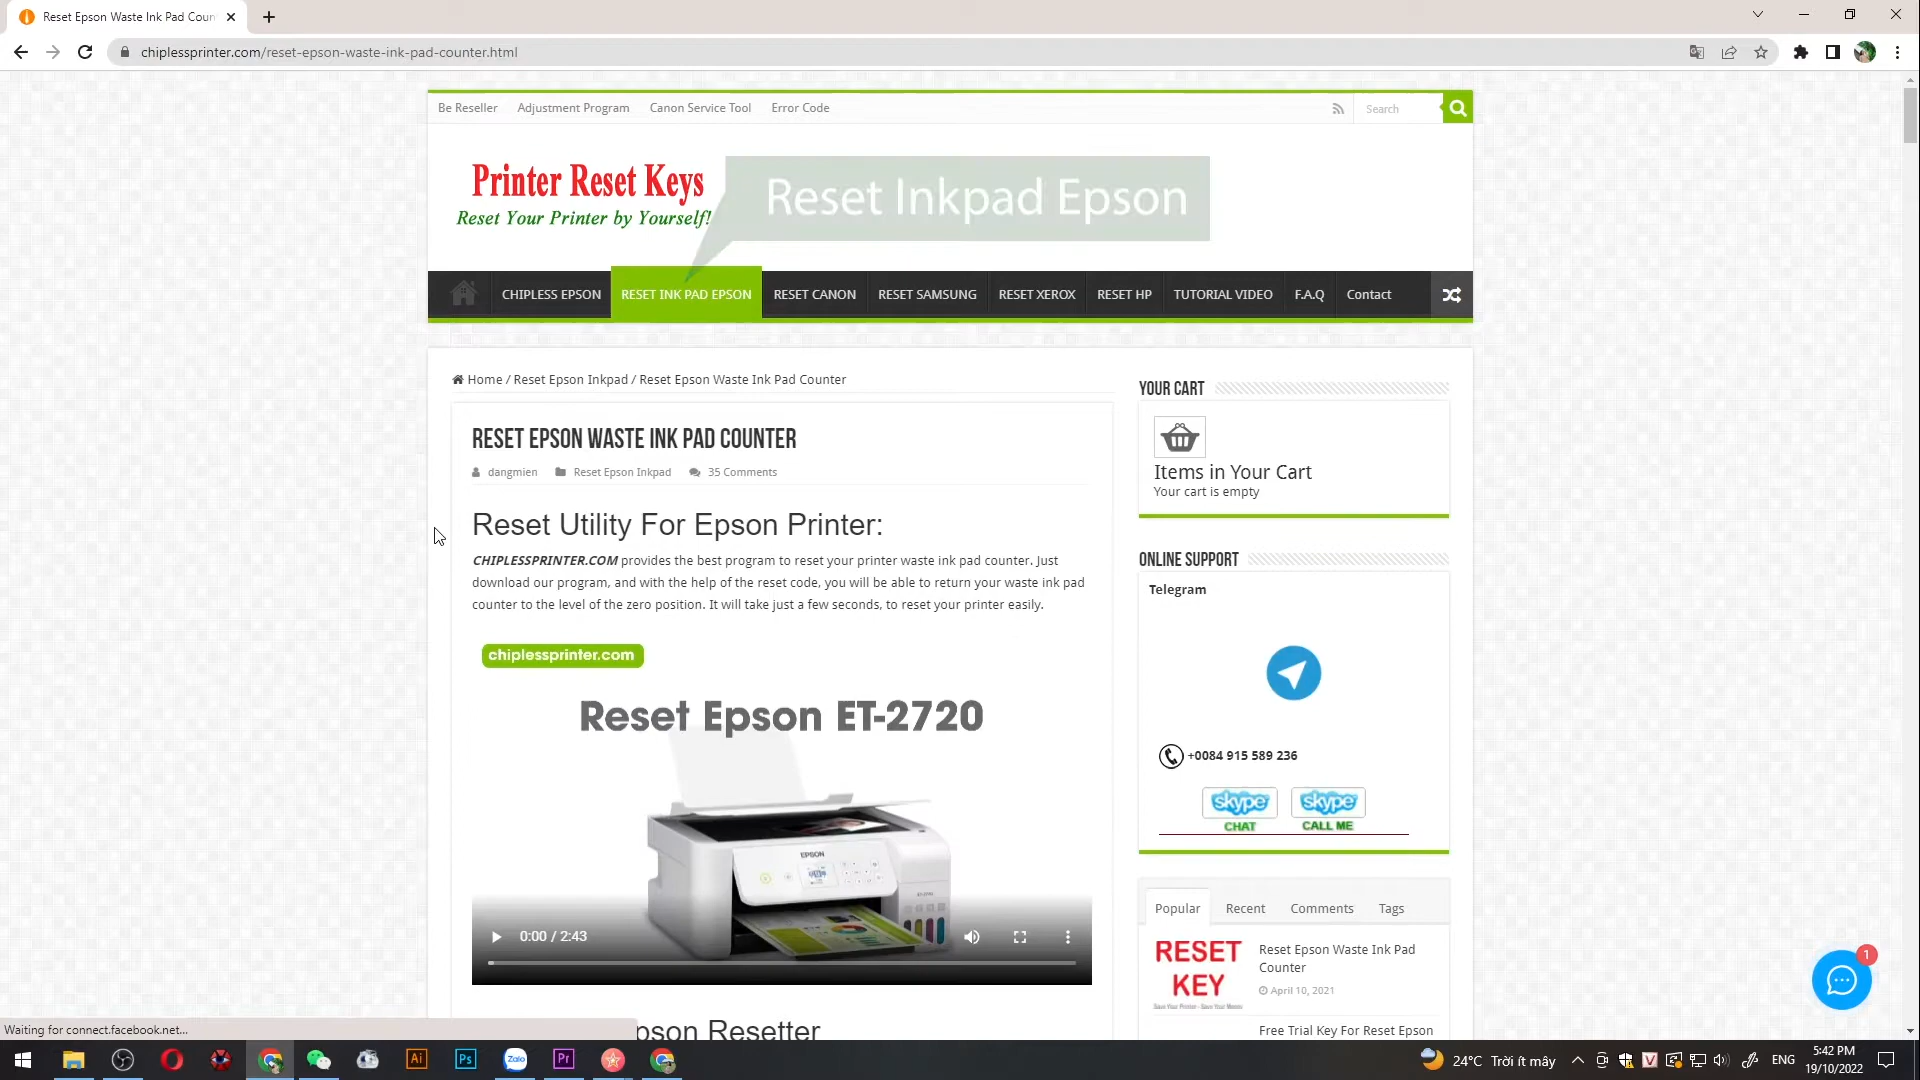 Reset Epson Waste Ink Pad Coun
chiplessprinter.com/reset-epson-waste-ink-pad-counter.html
Be Reseller Adjustment Program Canon Service Tool Error Code Search
Printer Reset Keys
Reset Your Printer by Yourself!
Reset Inkpad Epson
CHIPLESS EPSON RESET INK PAD EPSON RESET CANON RESET SAMSUNG RESET XEROX RESET HP TUTORIAL VIDEO F.A.Q Contact
Home / Reset Epson Inkpad / Reset Epson Waste Ink Pad Counter
RESET EPSON WASTE INK PAD COUNTER
dangmien Reset Epson Inkpad 35 Comments
Reset Utility For Epson Printer:
CHIPLESSPRINTER.COM provides the best program to reset your printer waste ink pad counter. Just
download our program, and with the help of the reset code, you will be able to return your waste ink pad
counter to the level of the zero position. It will take just a few seconds, to reset your printer easily.
chiplessprinter.com
Reset Epson ET-2720
EPSON
0:00 / 2:43
pson Resetter
YOUR CART
Items in Your Cart
Your cart is empty
ONLINE SUPPORT
Telegram
+0084 915 589 236
skype skype
CHAT CALL ME
Popular Recent Comments Tags
RESET
KEY
Save Your Printer - Save Your Money
Reset Epson Waste Ink Pad
Counter
April 10, 2021
Free Trial Key For Reset Epson
1
Waiting for connect.facebook.net...
Ai Ps Zalo Pr
24°C Trời ít mây
V
ENG
5:42 PM
19/10/2022